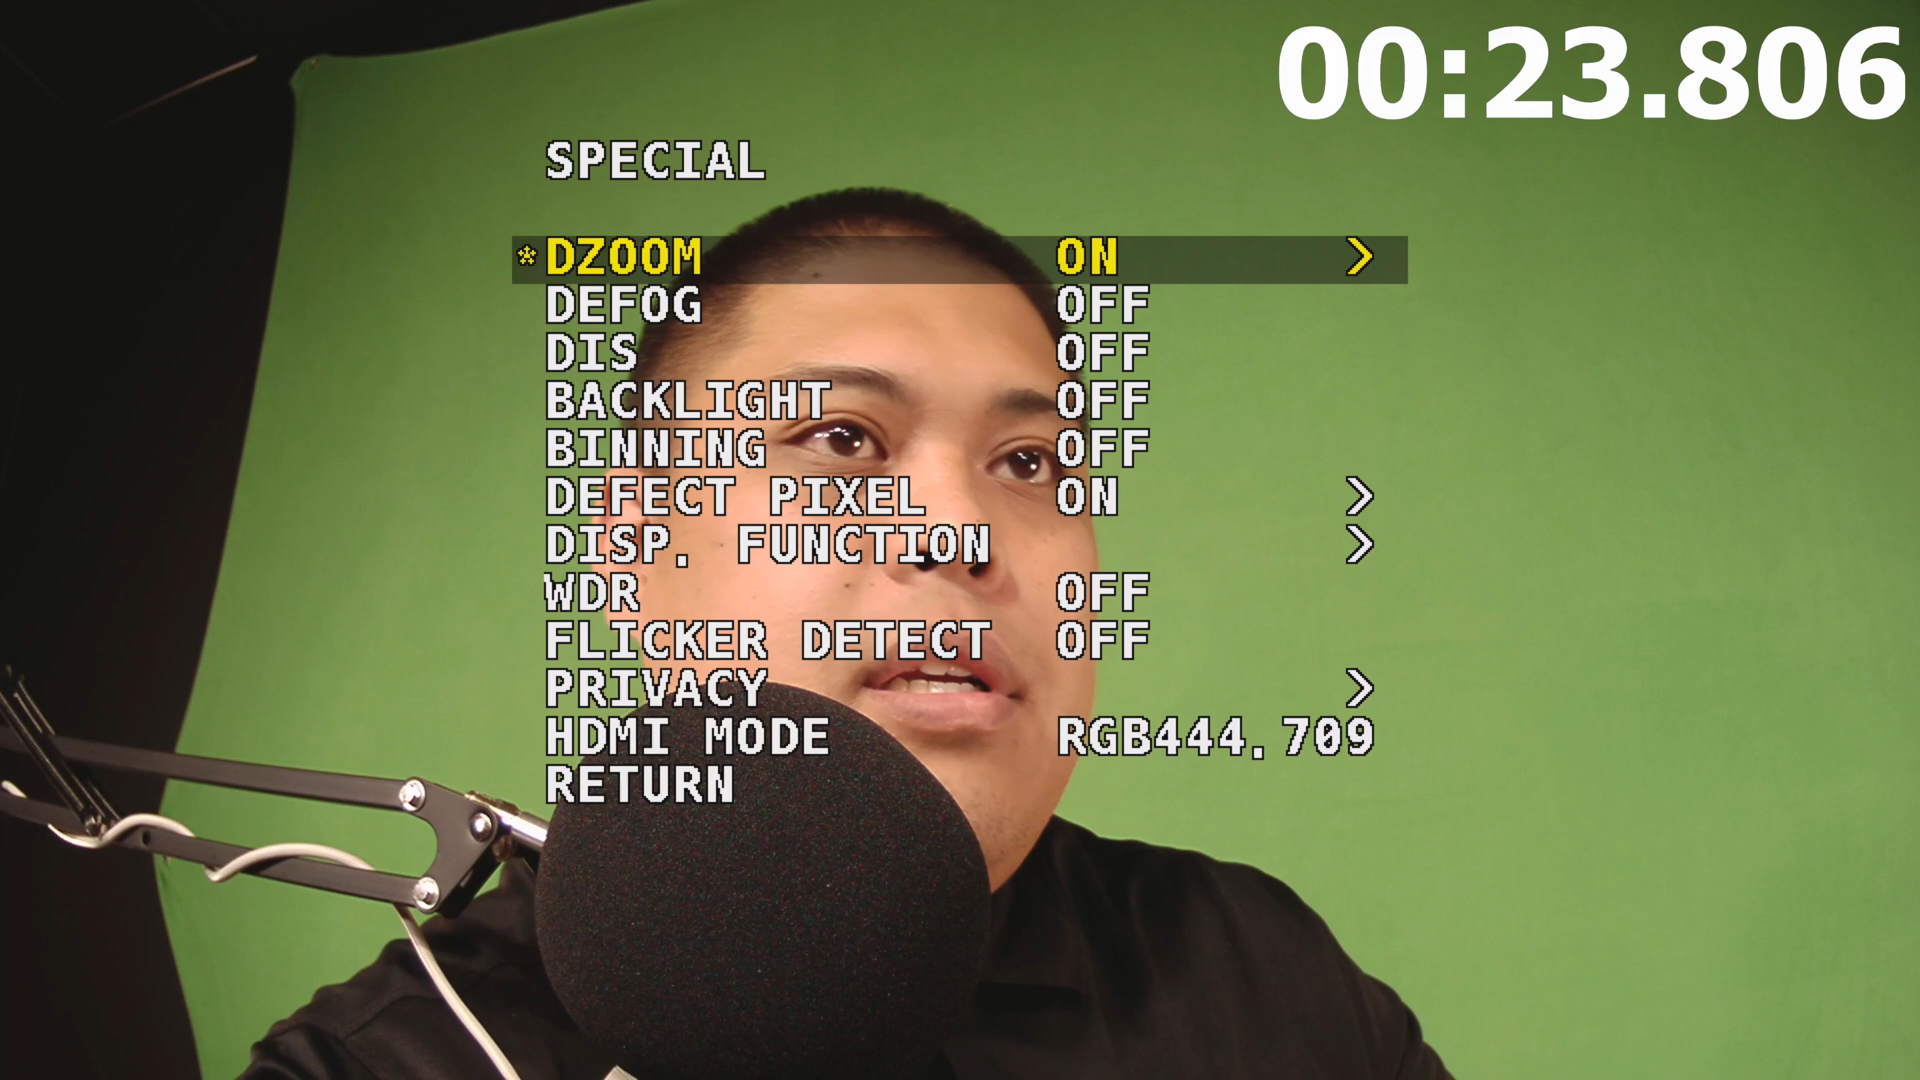 00:23.806
SPECIAL
*DZOOM ON >
DEFOG OFF
DIS OFF
BACKLIGHT OFF
BINNING OFF
DEFECT PIXEL ON >
DISP. FUNCTION >
WDR OFF
FLICKER DETECT OFF
PRIVACY >
HDMI MODE RGB444.709
RETURN